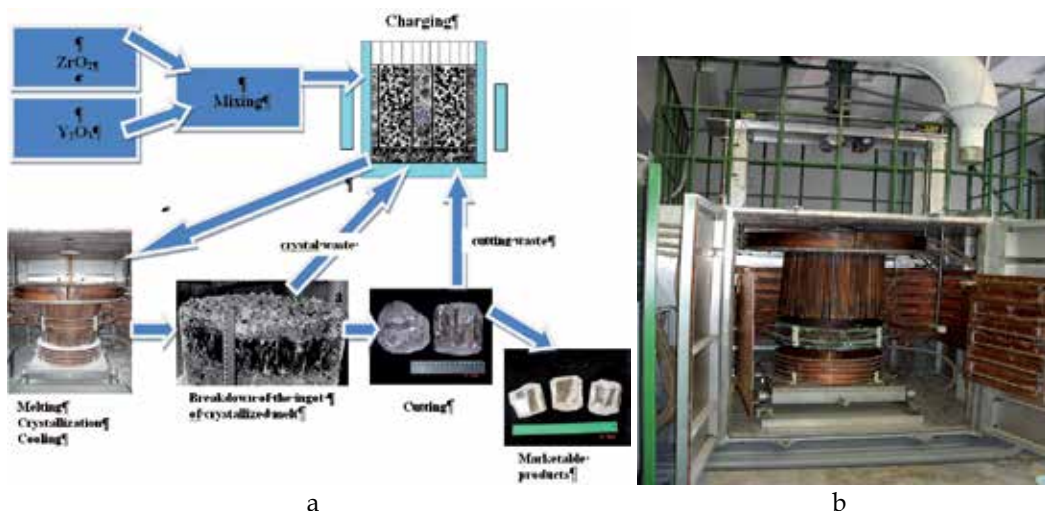 Charging¶
¶
ZrO₂¶
¶
¶
Mixing¶
¶
Y₂O₃¶
¶
crystal·waste·
cutting·waste¶
a
Melting¶
Crystallization¶
Cooling¶
Breakdown·of·the·ingot·¶
of·crystallized·melt¶
Cutting¶
Marketable·
products¶
a
b